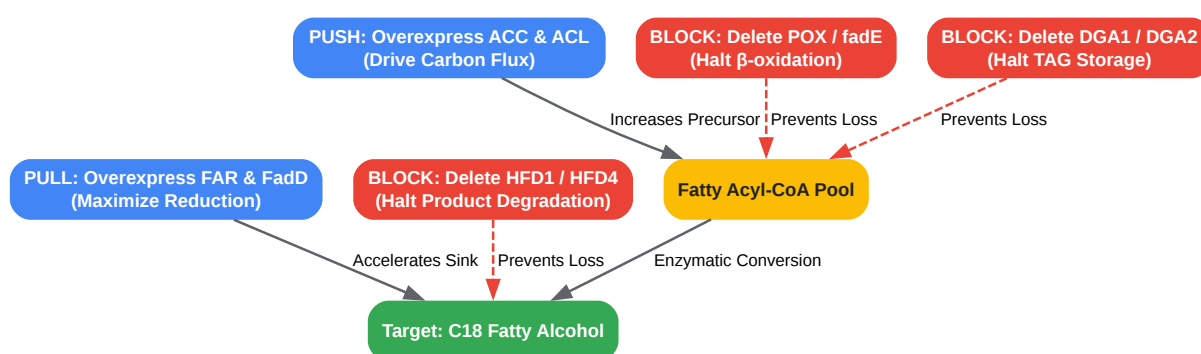 PUSH: Overexpress ACC & ACL
(Drive Carbon Flux)
BLOCK: Delete POX / fadE
(Halt β-oxidation)
BLOCK: Delete DGA1 / DGA2
(Halt TAG Storage)
Increases Precursor
Prevents Loss
Prevents Loss
PULL: Overexpress FAR & FadD
(Maximize Reduction)
BLOCK: Delete HFD1 / HFD4
(Halt Product Degradation)
Fatty Acyl-CoA Pool
Accelerates Sink
Prevents Loss
Enzymatic Conversion
Target: C18 Fatty Alcohol